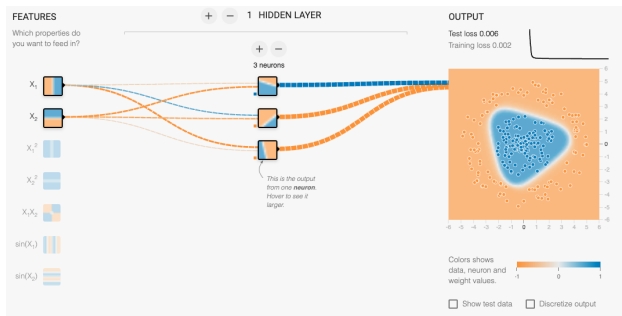 FEATURES
Which properties do
you want to feed in?
X1
X2
X1²
X2²
X1X2
sin(X1)
sin(X2)
+ − 1 HIDDEN LAYER
+ −
3 neurons
This is the output
from one neuron.
Hover to see it
larger.
OUTPUT
Test loss 0.006
Training loss 0.002
6
5
4
3
2
1
0
-1
-2
-3
-4
-5
-6
-6 -5 -4 -3 -2 -1 0 1 2 3 4 5 6
Colors shows
data, neuron and
weight values.
-1 0 1
Show test data
Discretize output